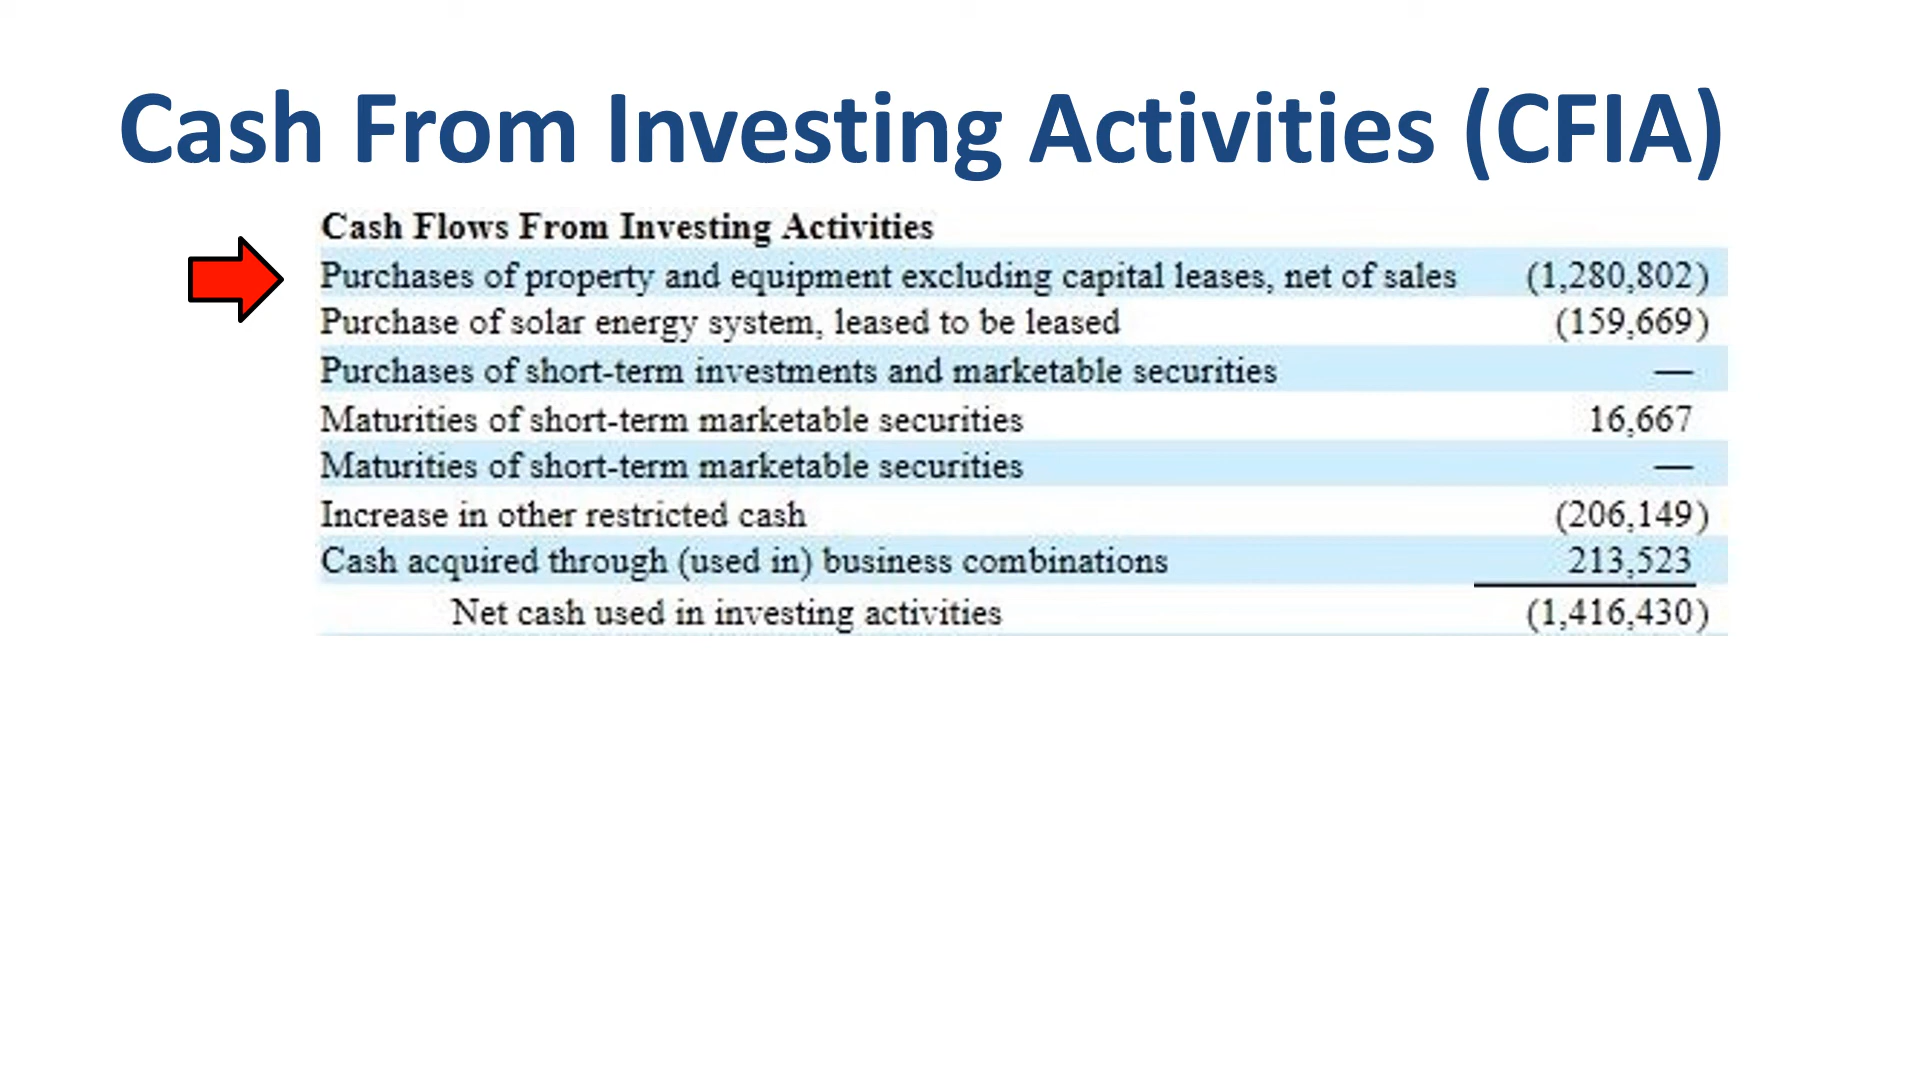 Cash From Investing Activities (CFIA)
Cash Flows From Investing Activities
Purchases of property and equipment excluding capital leases, net of sales (1,280,802)
Purchase of solar energy system, leased to be leased (159,669)
Purchases of short-term investments and marketable securities —
Maturities of short-term marketable securities 16,667
Maturities of short-term marketable securities —
Increase in other restricted cash (206,149)
Cash acquired through (used in) business combinations 213,523
Net cash used in investing activities (1,416,430)